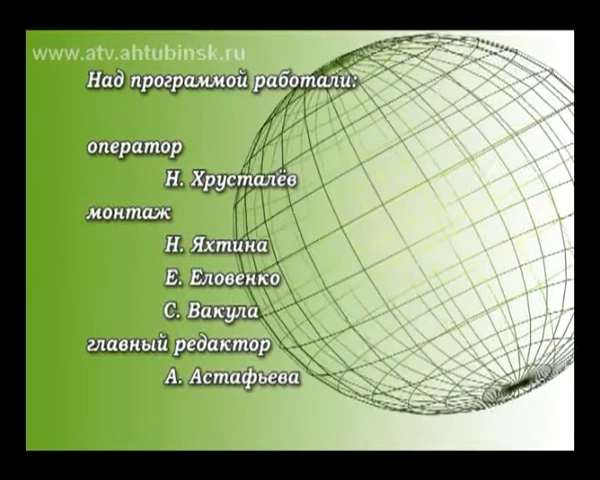 www.atv.ahtubinsk.ru
Над программой работали:
оператор
Н. Хрусталёв
монтаж
Н. Яхтина
Е. Еловенко
С. Вакула
главный редактор
А. Астафьева